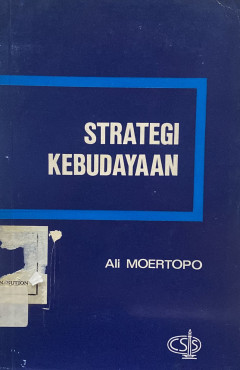 STRATEGI
KEBUDAYAAN
Ali MOERTOPO
CSIS